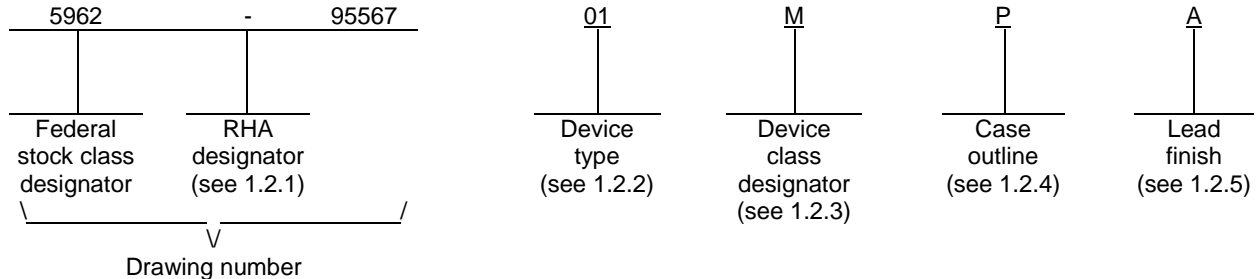 5962 - 95567 01 M P A
Federal stock class designator
RHA designator (see 1.2.1)
Device type (see 1.2.2)
Device class designator (see 1.2.3)
Case outline (see 1.2.4)
Lead finish (see 1.2.5)
Drawing number